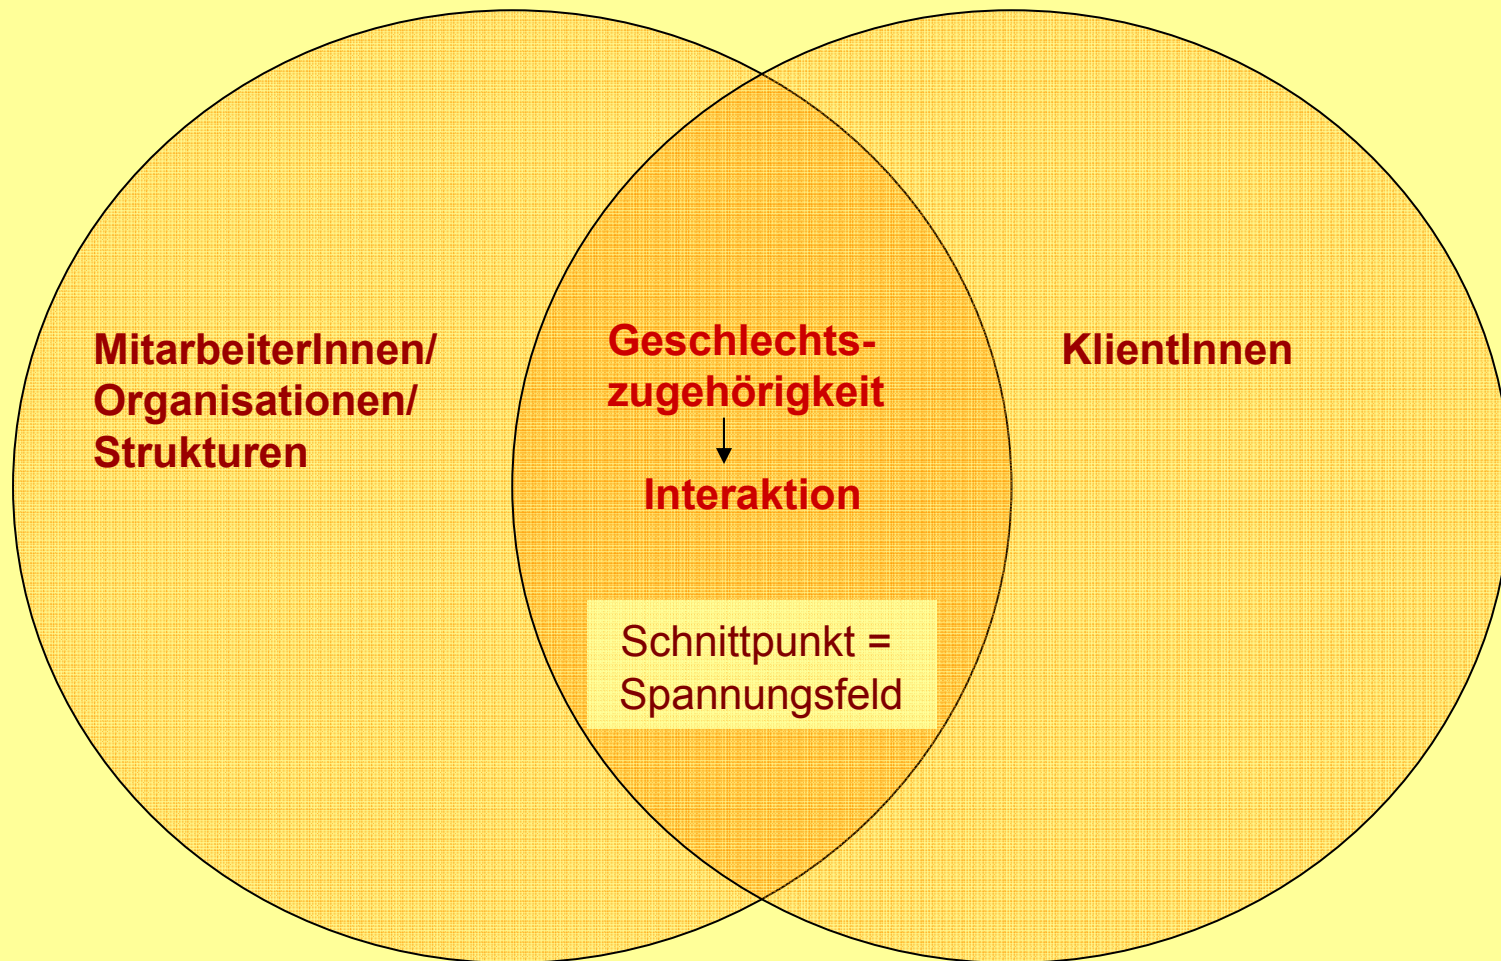 MitarbeiterInnen/
Organisationen/
Strukturen
Geschlechts-
zugehörigkeit
Interaktion
Schnittpunkt =
Spannungsfeld
KlientInnen